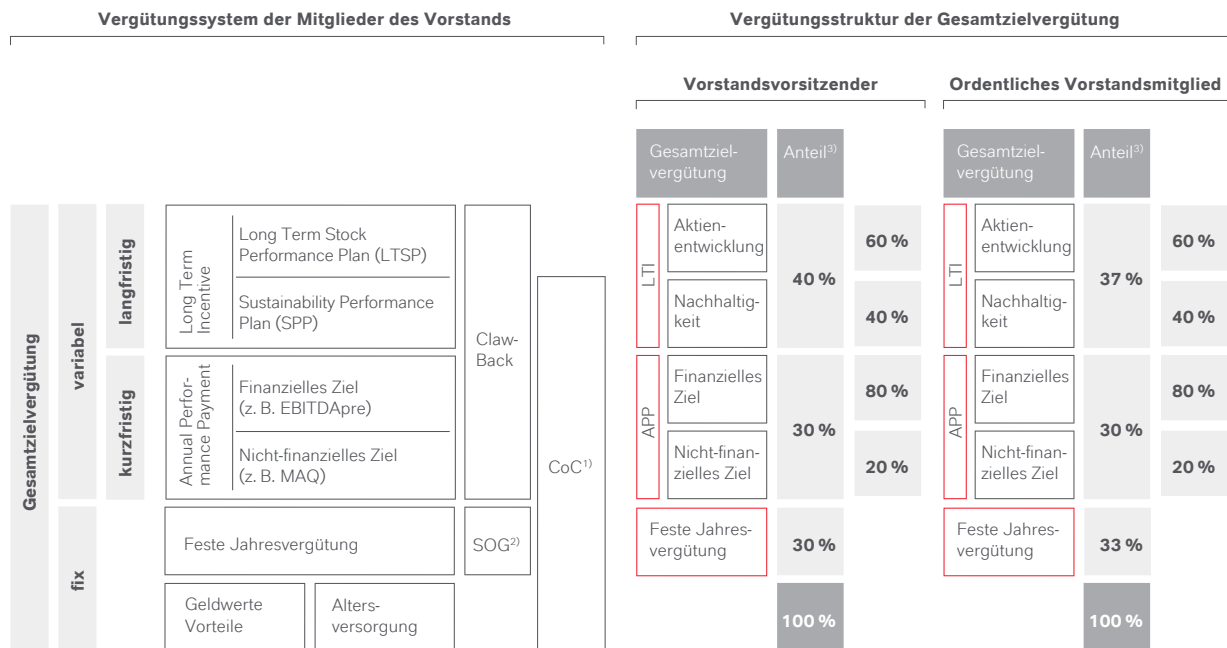 Vergütungssystem der Mitglieder des Vorstands
Gesamtzielvergütung
variabel
fix
langfristig
kurzfristig
Long Term
Incentive
Long Term Stock
Performance Plan (LTSP)
Sustainability Performance
Plan (SPP)
Annual Perfor-
mance Payment
Finanzielles Ziel
(z. B. EBITDApre)
Nicht-finanzielles Ziel
(z. B. MAQ)
Claw-
Back
CoC1)
Feste Jahresvergütung
SOG2)
Geldwerte
Vorteile
Alters-
versorgung
Vergütungsstruktur der Gesamtzielvergütung
Vorstandsvorsitzender
Gesamtziel-
vergütung
Anteil3)
LTI
Aktien-
entwicklung
Nachhaltig-
keit
40 %
60 %
40 %
APP
Finanzielles
Ziel
Nicht-finan-
zielles Ziel
30 %
80 %
20 %
Feste Jahres-
vergütung
30 %
100 %
Ordentliches Vorstandsmitglied
Gesamtziel-
vergütung
Anteil3)
LTI
Aktien-
entwicklung
Nachhaltig-
keit
37 %
60 %
40 %
APP
Finanzielles
Ziel
Nicht-finan-
zielles Ziel
30 %
80 %
20 %
Feste Jahres-
vergütung
33 %
100 %